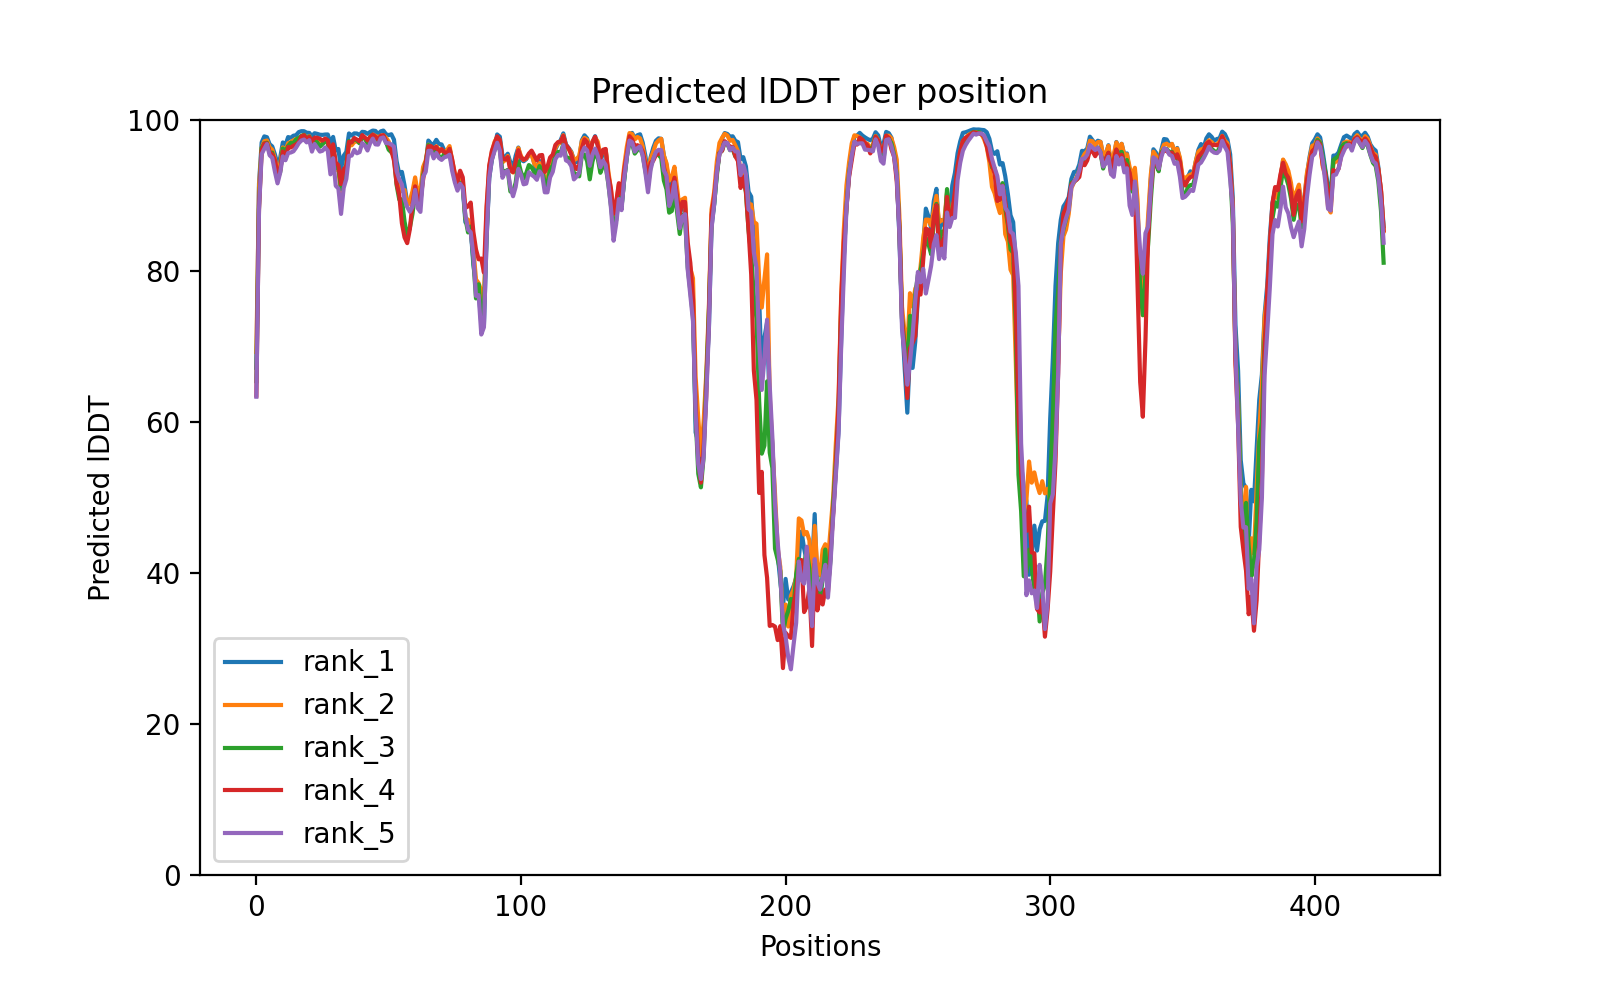 Predicted lDDT per position
100
80
60
40
20
0
Predicted lDDT
rank_1
rank_2
rank_3
rank_4
rank_5
0 100 200 300 400
Positions